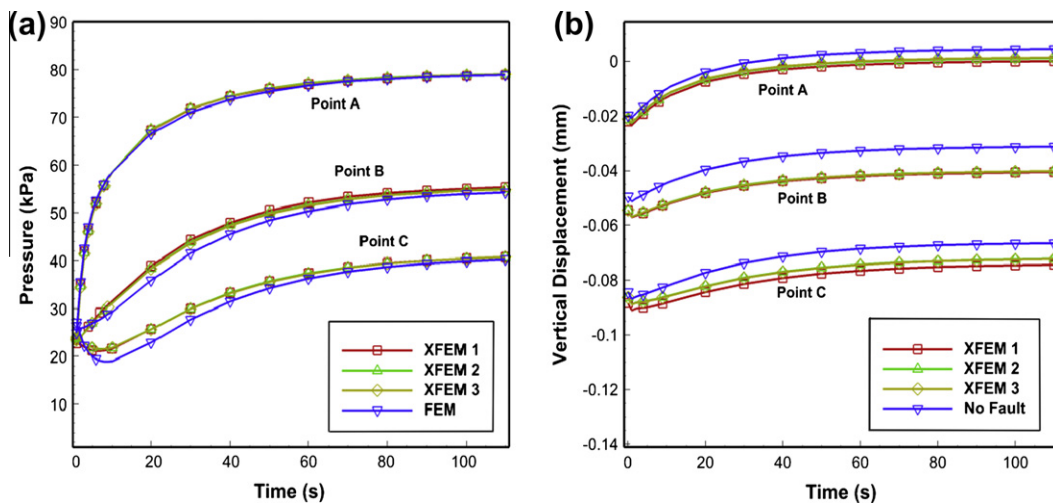 (a)
90
80
70
60
50
40
30
20
10
Pressure (kPa)
0 20 40 60 80 100
Time (s)
Point A
Point B
Point C
XFEM 1
XFEM 2
XFEM 3
FEM
(b)
0
-0.02
-0.04
-0.06
-0.08
-0.1
-0.12
-0.14
Vertical Displacement (mm)
0 20 40 60 80 100
Time (s)
Point A
Point B
Point C
XFEM 1
XFEM 2
XFEM 3
No Fault